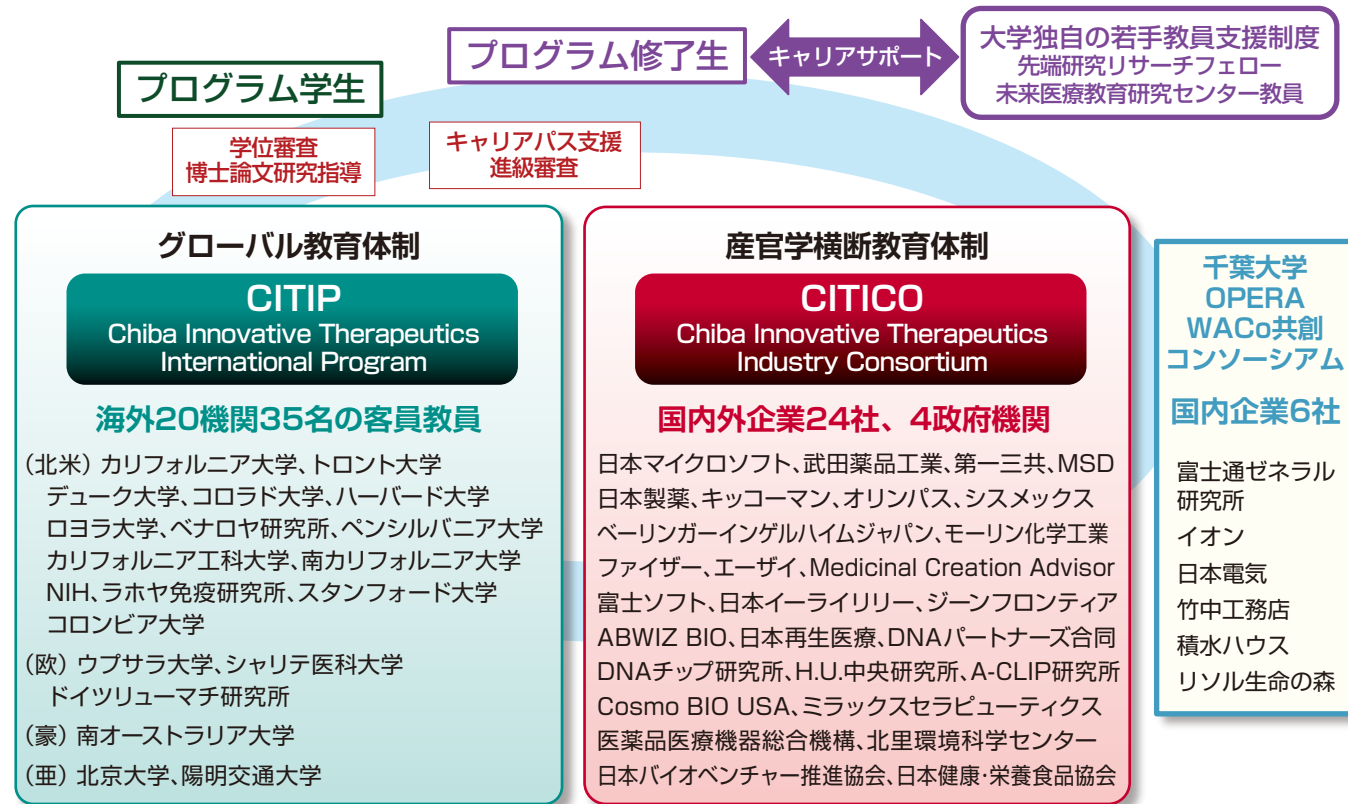 プログラム学生
プログラム修了生
キャリアサポート
大学独自の若手教員支援制度
先端研究リサーチフェロー
未来医療教育研究センター教員
学位審査
博士論文研究指導
キャリアパス支援
進級審査
グローバル教育体制
CITIP
Chiba Innovative Therapeutics
International Program
海外20機関35名の客員教員
(北米) カリフォルニア大学、トロント大学
デューク大学、コロラド大学、ハーバード大学
ロヨラ大学、ベナロヤ研究所、ペンシルバニア大学
カリフォルニア工科大学、南カリフォルニア大学
NIH、ラホヤ免疫研究所、スタンフォード大学
コロンビア大学
(欧) ウプサラ大学、シャリテ医科大学
ドイツリューマチ研究所
(豪) 南オーストラリア大学
(亜) 北京大学、陽明交通大学
産官学横断教育体制
CITICO
Chiba Innovative Therapeutics
Industry Consortium
国内外企業24社、4政府機関
日本マイクロソフト、武田薬品工業、第一三共、MSD
日本製薬、キッコーマン、オリンパス、シスメックス
ベーリンガーインゲルハイムジャパン、モーリン化学工業
ファイザー、エーザイ、Medicinal Creation Advisor
富士ソフト、日本イーライリリー、ジーンフロンティア
ABWIZ BIO、日本再生医療、DNAパートナーズ合同
DNAチップ研究所、H.U.中央研究所、A-CLIP研究所
Cosmo BIO USA、ミラックスセラピューティクス
医薬品医療機器総合機構、北里環境科学センター
日本バイオベンチャー推進協会、日本健康・栄養食品協会
千葉大学
OPERA
WACo共創
コンソーシアム
国内企業6社
富士通ゼネラル
研究所
イオン
日本電気
竹中工務店
積水ハウス
リソル生命の森